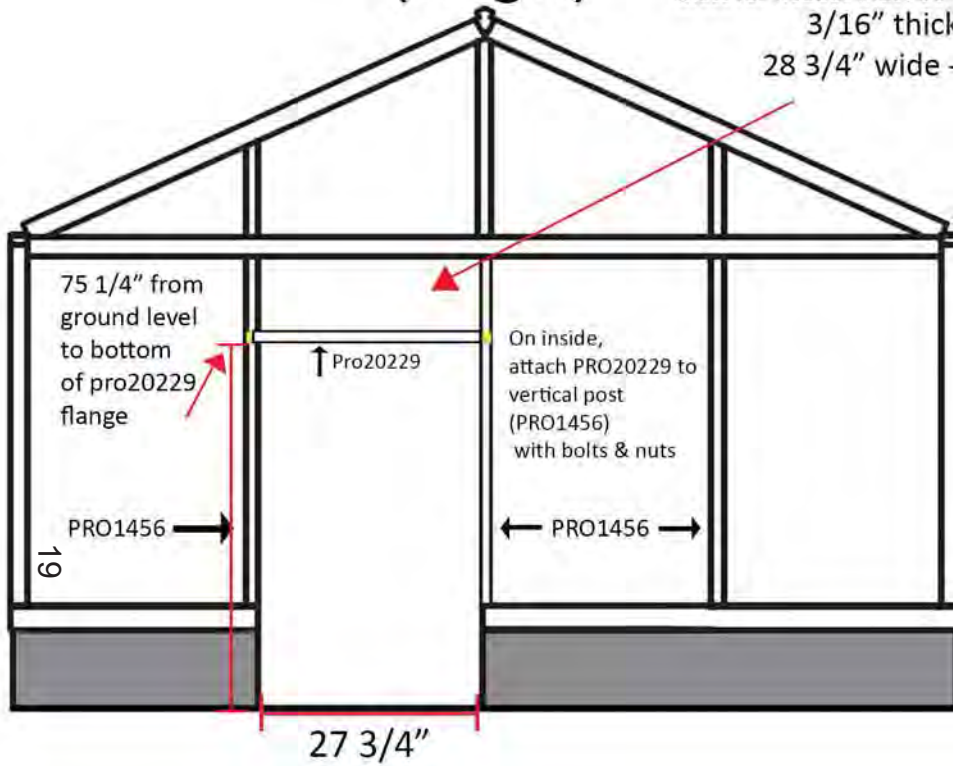 3/16” thick
28 3/4” wide -
75 1/4” from
ground level
to bottom
of pro20229
flange
Pro20229
On inside,
attach PRO20229 to
vertical post
(PRO1456)
with bolts & nuts
PRO1456
PRO1456
19
27 3/4”